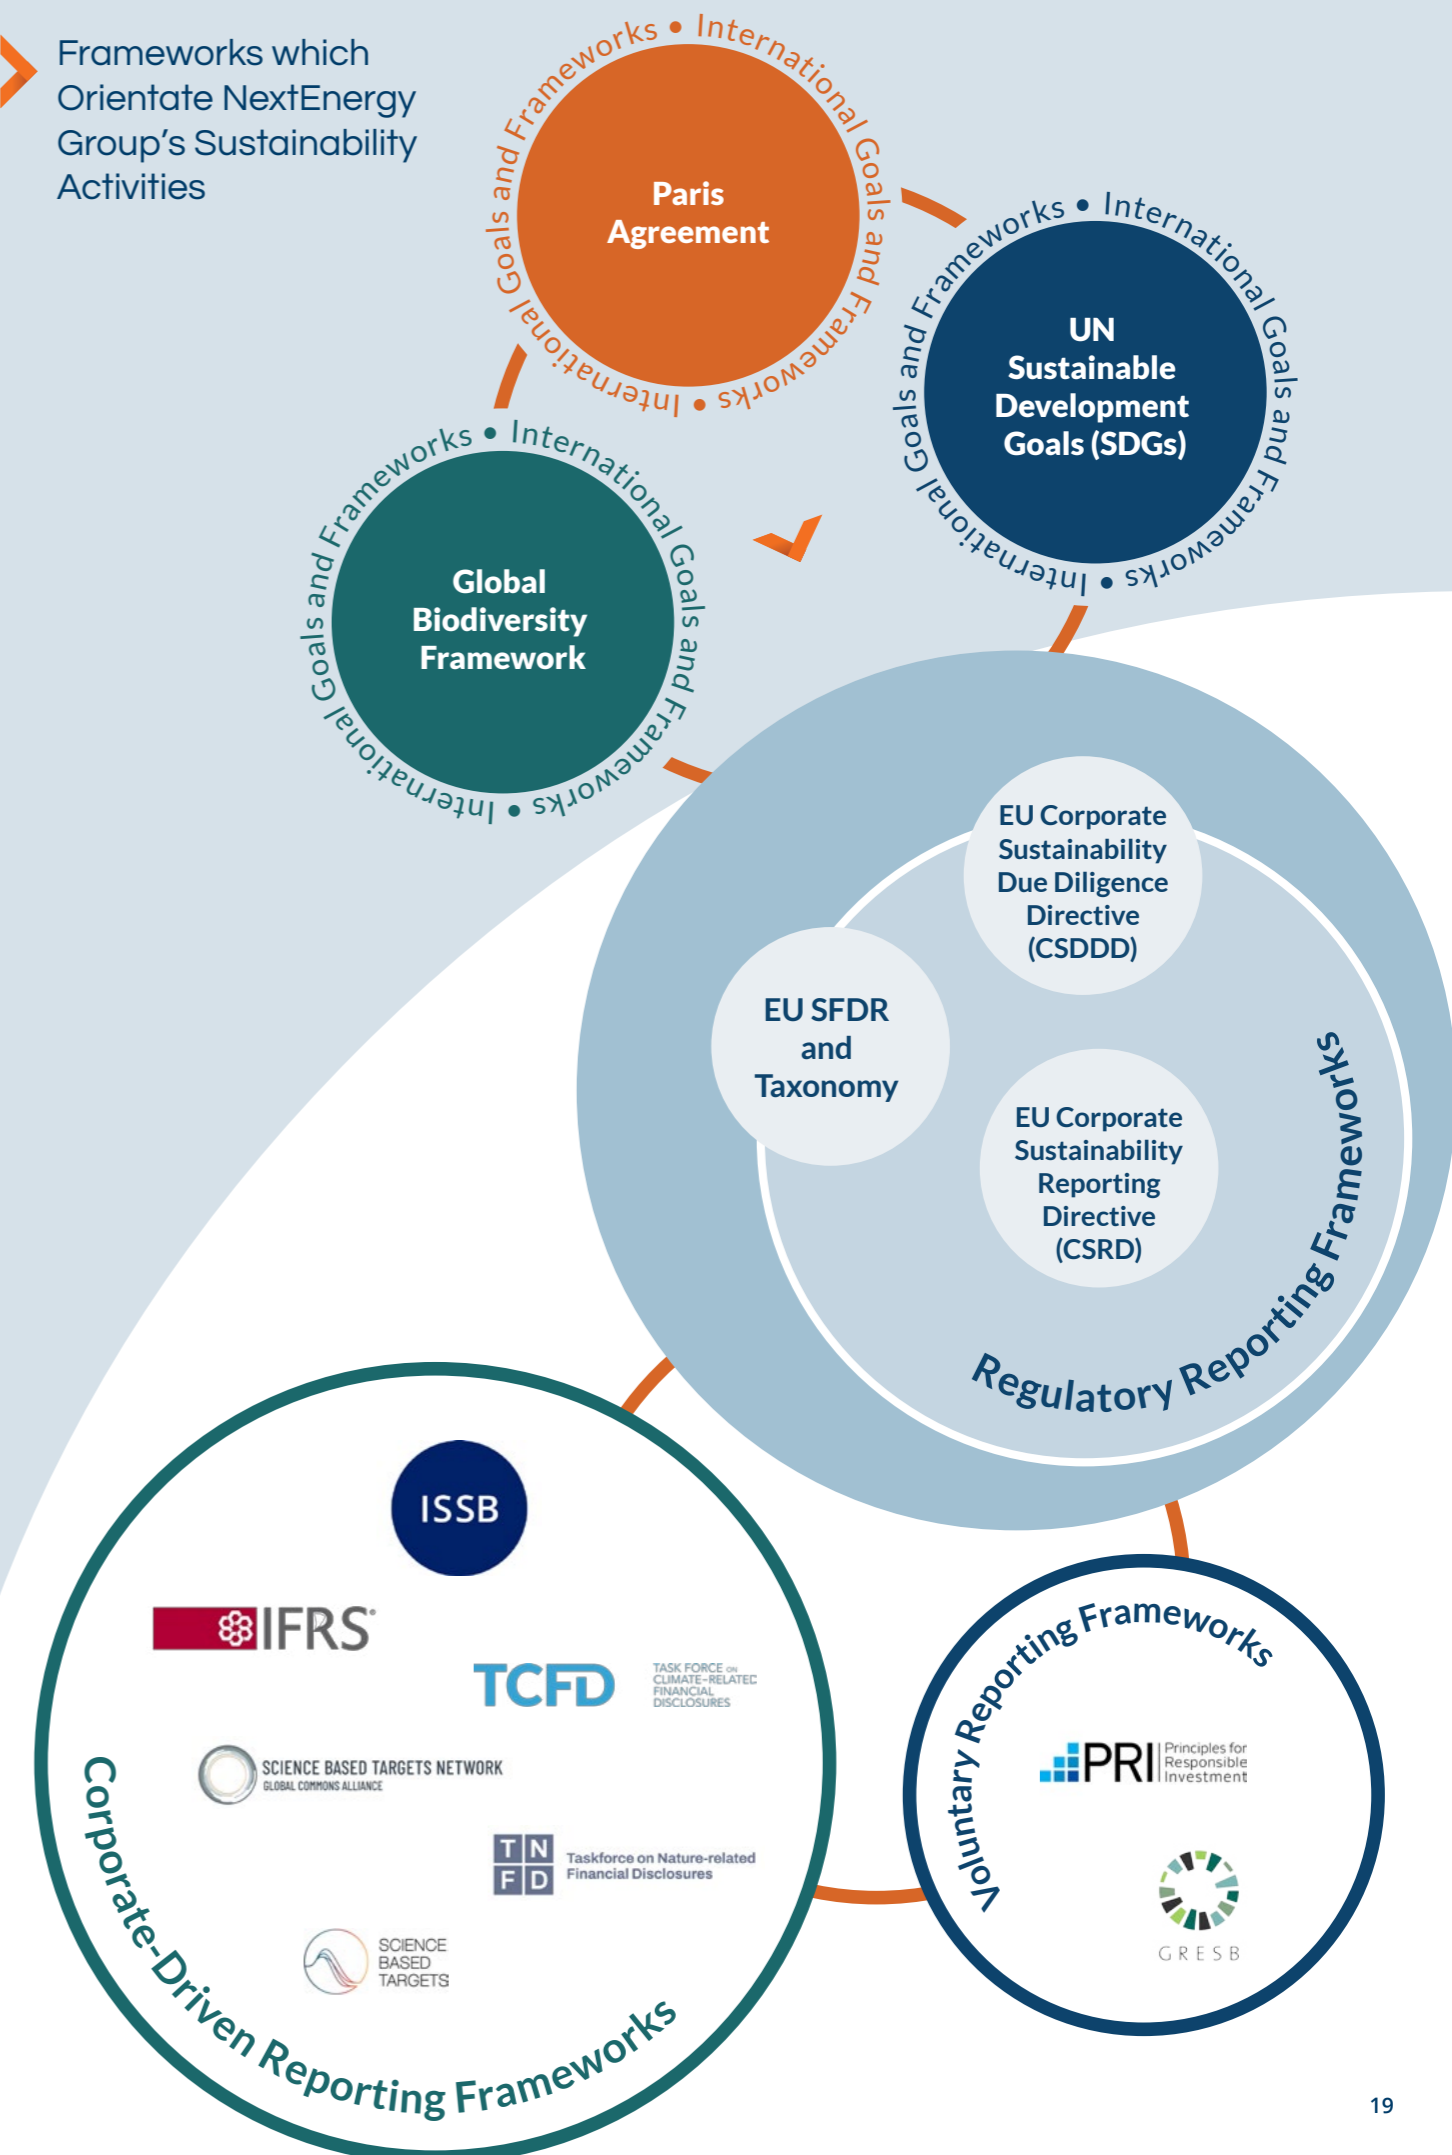 Frameworks which
Orientate NextEnergy
Group's Sustainability
Activities
International Goals and Frameworks • International Goals and Frameworks •
Paris
Agreement
International Goals and Frameworks • International Goals and Frameworks •
UN
Sustainable
Development
Goals (SDGs)
International Goals and Frameworks • International Goals and Frameworks •
Global
Biodiversity
Framework
EU Corporate
Sustainability
Due Diligence
Directive
(CSDDD)
EU SFDR
and
Taxonomy
EU Corporate
Sustainability
Reporting
Directive
(CSRD)
Regulatory Reporting Frameworks
ISSB
IFRS®
TCFD
TASK FORCE ON
CLIMATE-RELATED
FINANCIAL
DISCLOSURES
SCIENCE BASED TARGETS NETWORK
GLOBAL COMMONS ALLIANCE
TN
FD
Taskforce on Nature-related
Financial Disclosures
SCIENCE
BASED
TARGETS
Corporate-Driven Reporting Frameworks
Voluntary Reporting Frameworks
PRI
Principles for
Responsible
Investment
GRESB
19